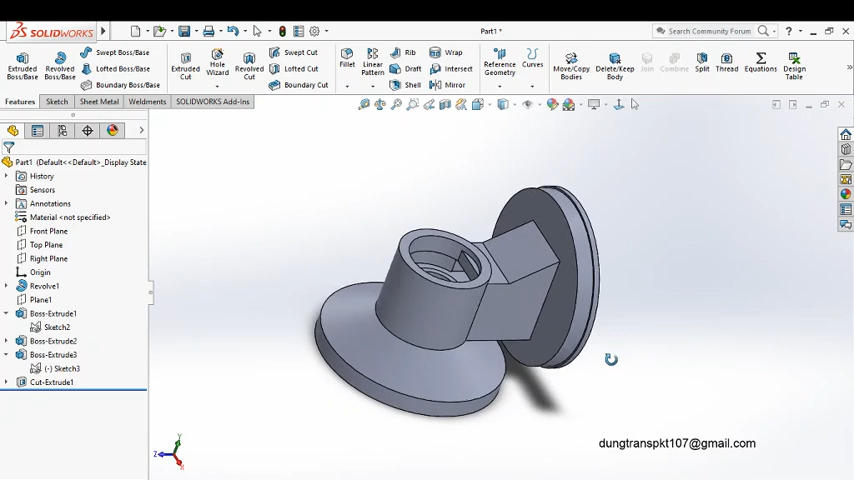 SOLIDWORKS
Part1 *
Search Community Forum
Extruded Boss/Base
Revolved Boss/Base
Swept Boss/Base
Lofted Boss/Base
Boundary Boss/Base
Extruded Cut
Hole Wizard
Revolved Cut
Swept Cut
Lofted Cut
Boundary Cut
Fillet
Linear Pattern
Rib
Draft
Shell
Wrap
Intersect
Mirror
Reference Geometry
Curves
Move/Copy Bodies
Delete/Keep Body
Join
Combine
Split
Thread
Equations
Design Table
Features
Sketch
Sheet Metal
Weldments
SOLIDWORKS Add-Ins
Part1 (Default<<Default>_Display State
History
Sensors
Annotations
Material <not specified>
Front Plane
Top Plane
Right Plane
Origin
Revolve1
Plane1
Boss-Extrude1
Sketch2
Boss-Extrude2
Boss-Extrude3
(-) Sketch3
Cut-Extrude1
Y
Z
X
dungtranspkt107@gmail.com